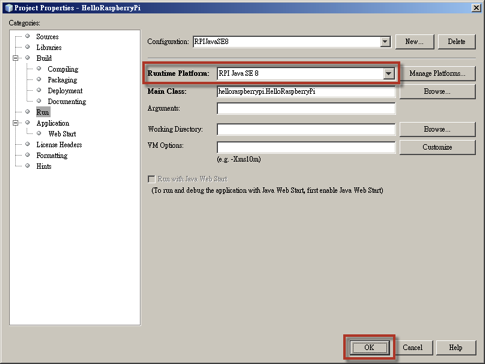 Project Properties - HelloRaspberryPi
Categories:
Sources
Libraries
Build
Compiling
Packaging
Deployment
Documenting
Run
Application
Web Start
License Headers
Formatting
Hints
Configuration: RPIJavaSE8 New... Delete
Runtime Platform: RPI Java SE 8 Manage Platforms...
Main Class: helloraspberrypi.HelloRaspberryPi Browse...
Arguments:
Working Directory: Browse...
VM Options: Customize
(e.g. -Xms10m)
Run with Java Web Start
(To run and debug the application with Java Web Start, first enable Java Web Start)
OK Cancel Help